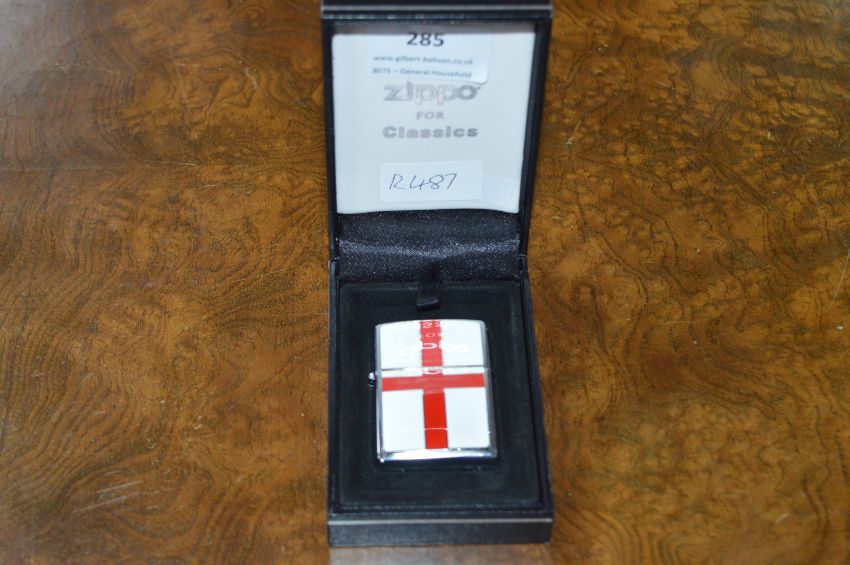 285
www.gilbert-baitson.co.uk
8075 – General Household
zippo
FOR
Classics
R487